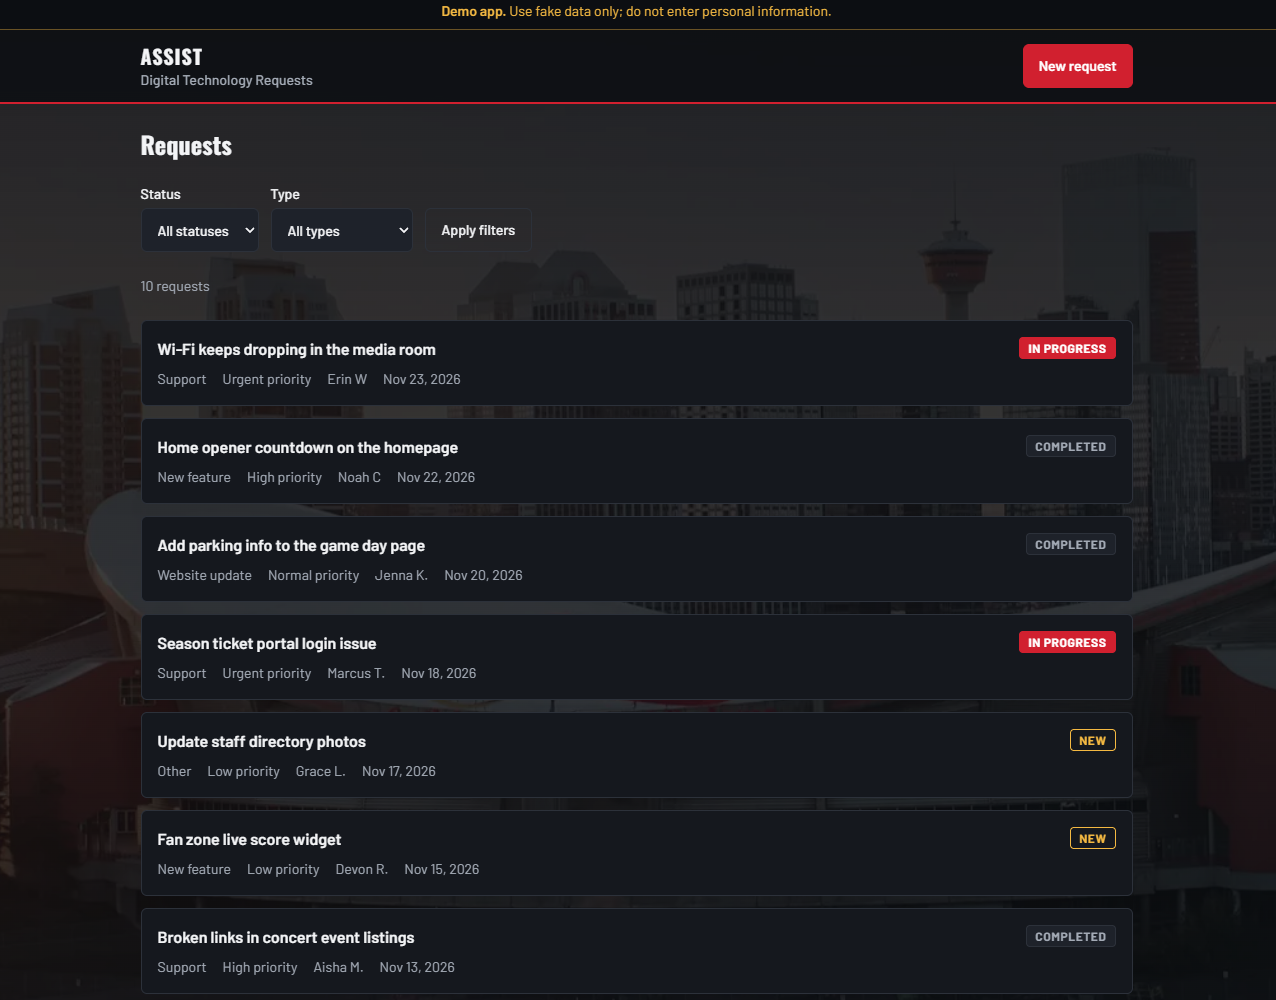 Demo app. Use fake data only; do not enter personal information.
ASSIST
Digital Technology Requests
New request
Requests
Status
Type
All statuses
All types
Apply filters
10 requests
Wi-Fi keeps dropping in the media room
IN PROGRESS
Support Urgent priority Erin W Nov 23, 2026
Home opener countdown on the homepage
COMPLETED
New feature High priority Noah C Nov 22, 2026
Add parking info to the game day page
COMPLETED
Website update Normal priority Jenna K. Nov 20, 2026
Season ticket portal login issue
IN PROGRESS
Support Urgent priority Marcus T. Nov 18, 2026
Update staff directory photos
NEW
Other Low priority Grace L. Nov 17, 2026
Fan zone live score widget
NEW
New feature Low priority Devon R. Nov 15, 2026
Broken links in concert event listings
COMPLETED
Support High priority Aisha M. Nov 13, 2026